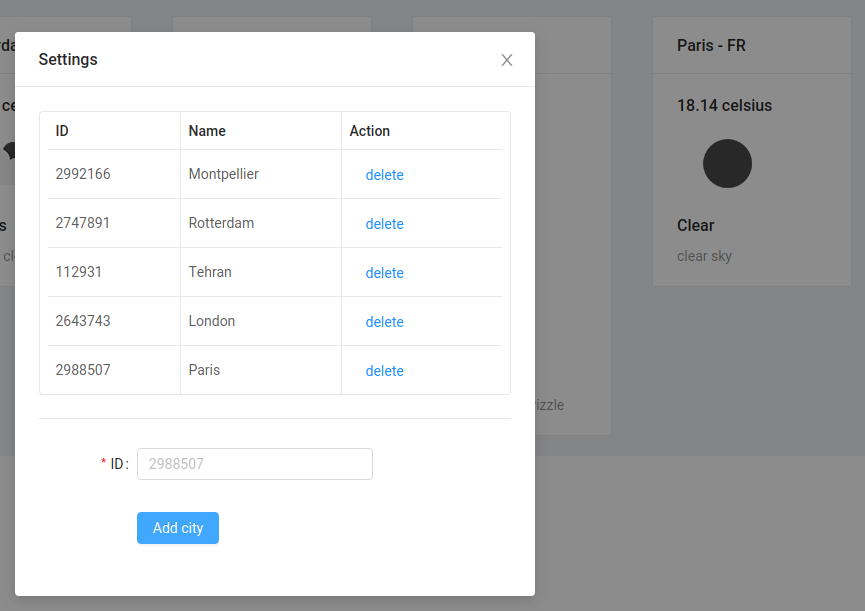 Settings
ID Name Action
2992166 Montpellier delete
2747891 Rotterdam delete
112931 Tehran delete
2643743 London delete
2988507 Paris delete
* ID: 2988507
Add city
Paris - FR
18.14 celsius
Clear
clear sky